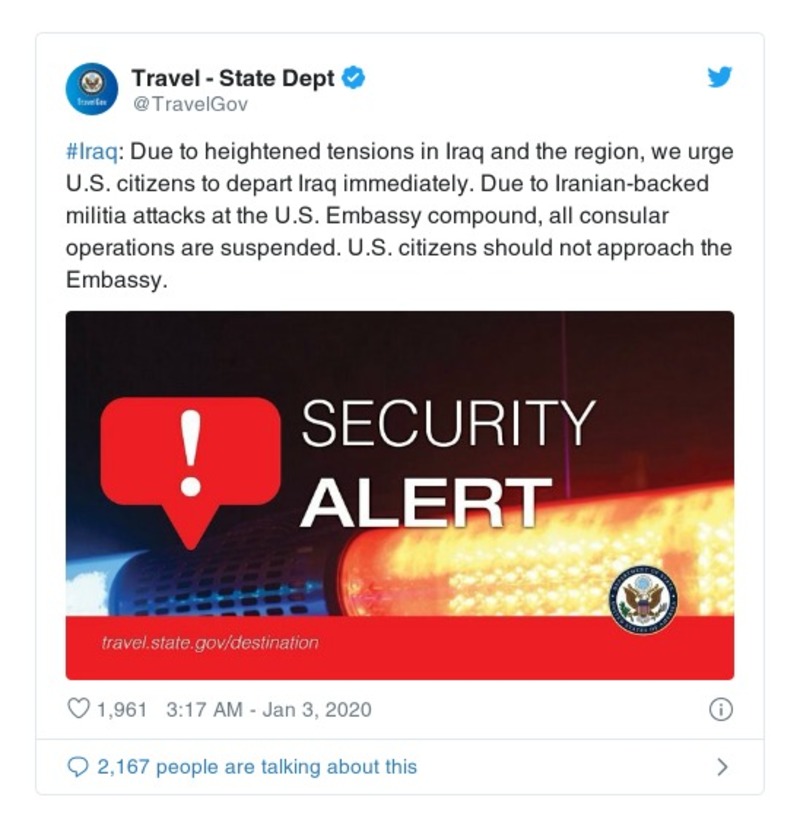 Travel - State Dept
@TravelGov
#Iraq: Due to heightened tensions in Iraq and the region, we urge
U.S. citizens to depart Iraq immediately. Due to Iranian-backed
militia attacks at the U.S. Embassy compound, all consular
operations are suspended. U.S. citizens should not approach the
Embassy.
!
SECURITY
ALERT
travel.state.gov/destination
1,961 3:17 AM - Jan 3, 2020
2,167 people are talking about this